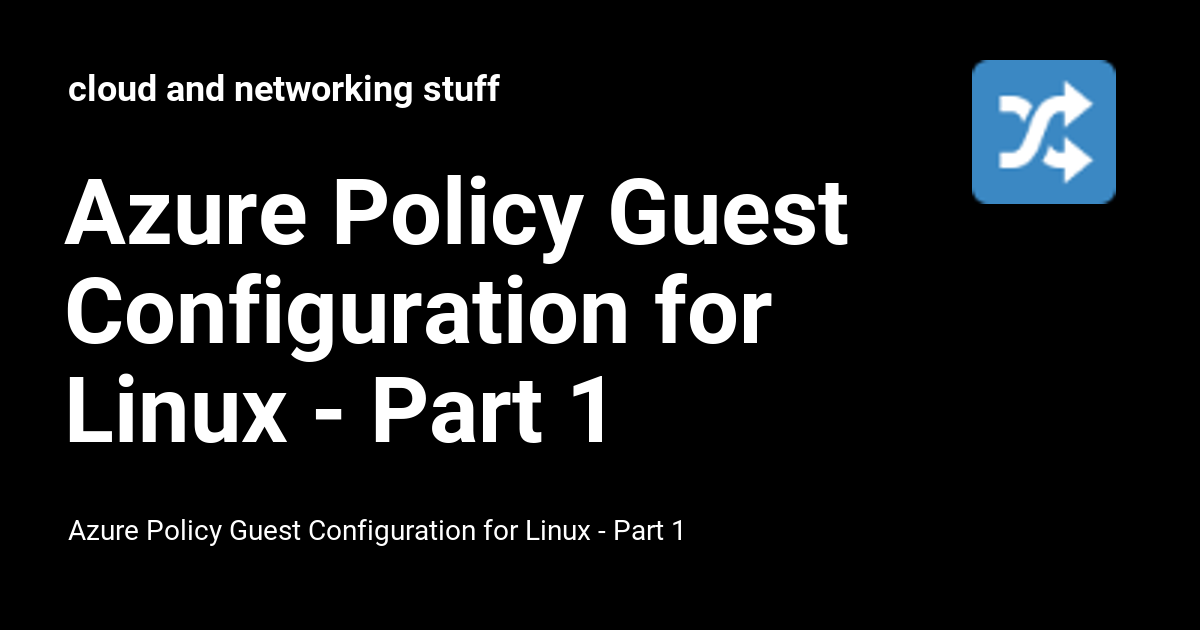 cloud and networking stuff
Azure Policy Guest
Configuration for
Linux - Part 1
Azure Policy Guest Configuration for Linux - Part 1